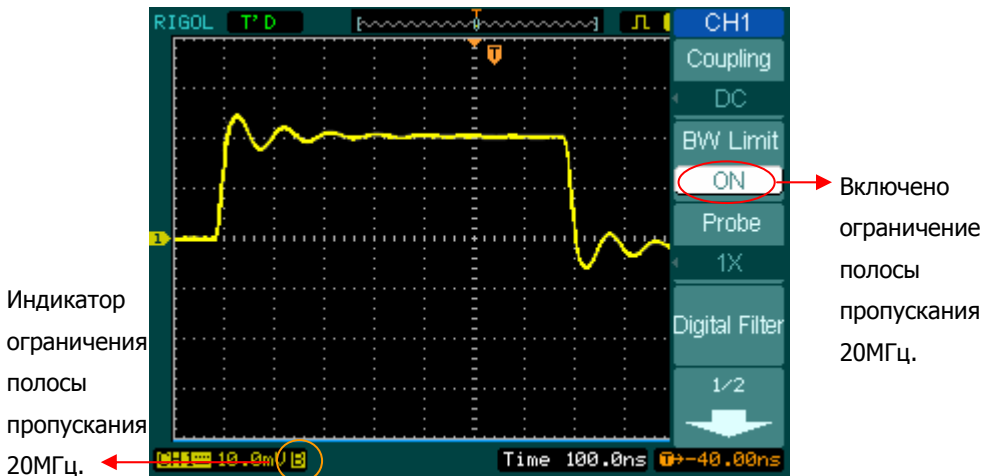 RIGOL T'D
T
CH1
Coupling
DC
BW Limit
ON
Probe
1X
Digital Filter
1/2
T
1
CH1 10.0mV B
Time 100.0ns T→-40.00ns
Индикатор
ограничения
полосы
пропускания
20МГц.
Включено
ограничение
полосы
пропускания
20МГц.